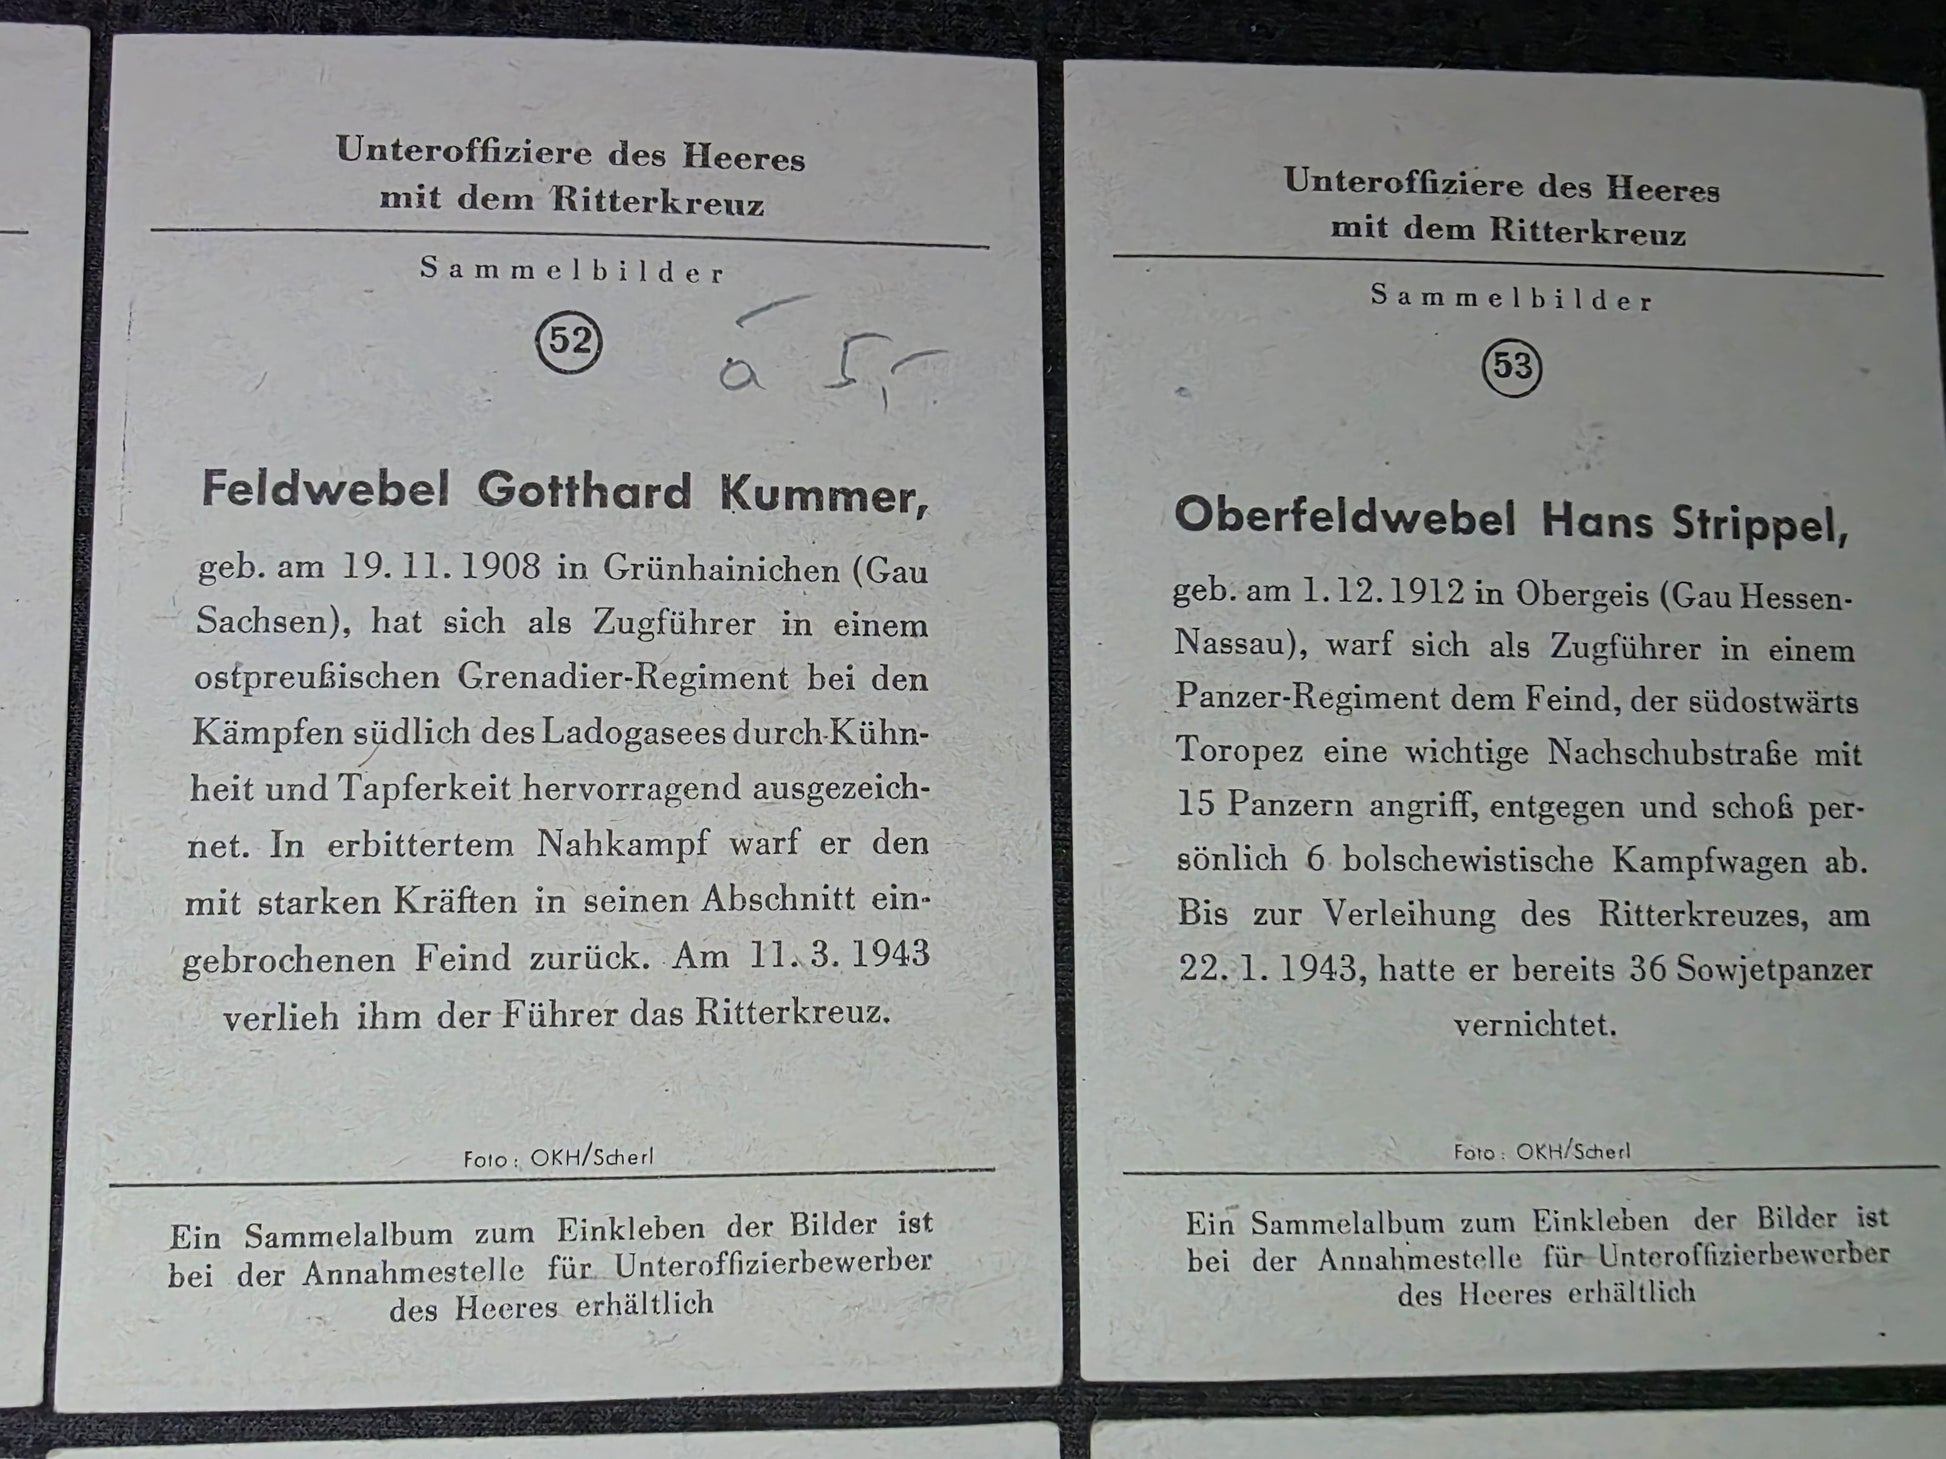 Unteroffiziere des Heeres
mit dem Ritterkreuz
Sammelbilder
52
à 5,-
Feldwebel Gotthard Kummer,
geb. am 19. 11. 1908 in Grünhainichen (Gau
Sachsen), hat sich als Zugführer in einem
ostpreußischen Grenadier-Regiment bei den
Kämpfen südlich des Ladogasees durch Kühn-
heit und Tapferkeit hervorragend ausgezeich-
net. In erbittertem Nahkampf warf er den
mit starken Kräften in seinen Abschnitt ein-
gebrochenen Feind zurück. Am 11. 3. 1943
verlieh ihm der Führer das Ritterkreuz.
Foto: OKH/Scherl
Ein Sammelalbum zum Einkleben der Bilder ist
bei der Annahmestelle für Unteroffizierbewerber
des Heeres erhältlich
Unteroffiziere des Heeres
mit dem Ritterkreuz
Sammelbilder
53
Oberfeldwebel Hans Strippel,
geb. am 1. 12. 1912 in Obergeis (Gau Hessen-
Nassau), warf sich als Zugführer in einem
Panzer-Regiment dem Feind, der südostwärts
Toropez eine wichtige Nachschubstraße mit
15 Panzern angriff, entgegen und schoß per-
sönlich 6 bolschewistische Kampfwagen ab.
Bis zur Verleihung des Ritterkreuzes, am
22. 1. 1943, hatte er bereits 36 Sowjetpanzer
vernichtet.
Foto: OKH/Scherl
Ein Sammelalbum zum Einkleben der Bilder ist
bei der Annahmestelle für Unteroffizierbewerber
des Heeres erhältlich